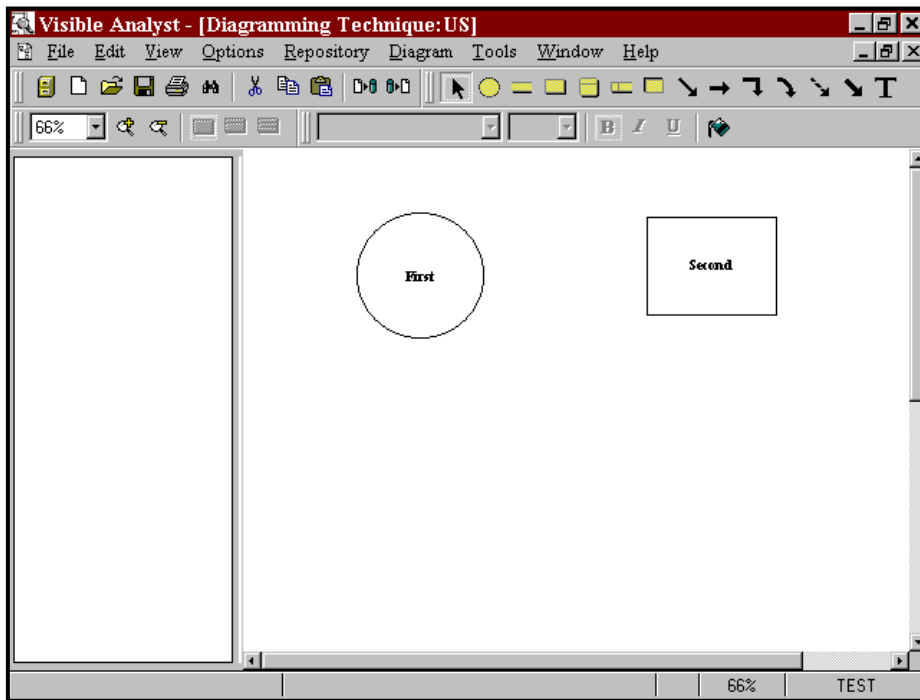 Visible Analyst - [Diagramming Technique:US]
File Edit View Options Repository Diagram Tools Window Help
T
66% B I U
First
Second
66% TEST